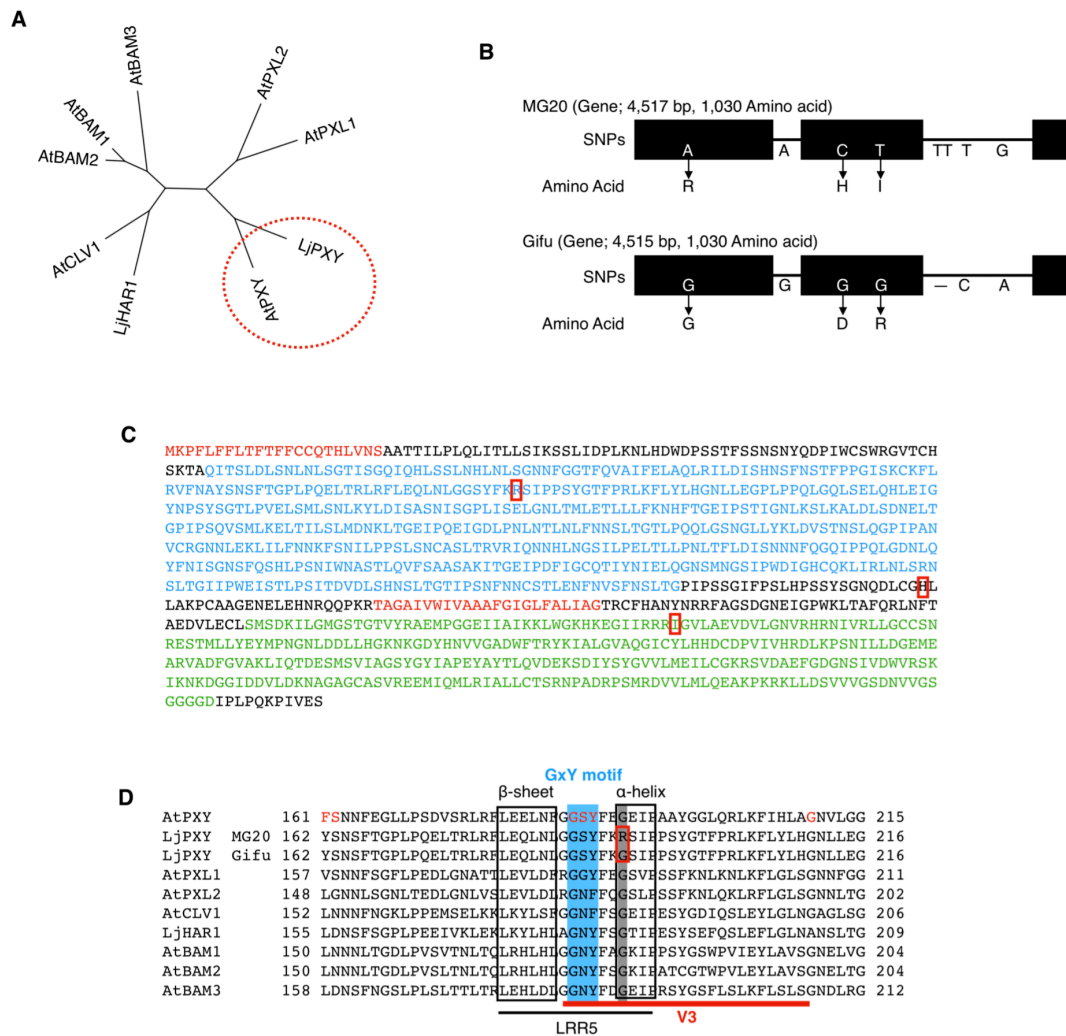 A
AtBAM3
AtPXL2
AtBAM1
AtPXL1
AtBAM2
LjPXY
AtCLV1
AtPXY
LjHAR1
B
MG20 (Gene; 4,517 bp, 1,030 Amino acid)
SNPs A A C T TT T G
Amino Acid R H I
Gifu (Gene; 4,515 bp, 1,030 Amino acid)
SNPs G G G G — C A
Amino Acid G D R
C
MKPFLFFLTFTFFCCQTHLVNSAATTILPLQLITLLSIKSSLIDPLKNLHDWDPSSTFSSNSNYQDPIWCSWRGVTCH
SKTAQITSLDLSNLNLSGTISGQIQHLSSLNHLNLSGNNFGGTFQVAIFELAQLRILDISHNSFNSTFPPGISKCKFL
RVFNAYSNSFTGPLPQELTRLRFLEQLNLGGSYFKRSIPPSYGTFPRLKFLYLHGNLLEGPLPPQLGQLSELQHLEIG
YNPSYSGTLPVELSMLSNLKYLDISASNISGPLISELGNLTMLETLLLFKNHFTGEIPSTIGNLKSLKALDLSDNELT
GPIPSQVSMLKELTILSLMDNKLTGEIPQEIGDLPNLNTLNLFNNSLTGTLPQQLGSNGLLYKLDVSTNSLQGPIPAN
VCRGNNLEKLILFNNKFSNILPPSLSNCASLTRVRIQNNHLNGSILPELTLLPNLTFLDISNNNFQGQIPPQLGDNLQ
YFNISGNSFQSHLPSNIWNASTLQVFSAASAKITGEIPDFIGCQTIYNIELQGNSMNGSIPWDIGHCQKLIRLNLSRN
SLTGIIPWEISTLPSITDVDLSHNSLTGTIPSNFNNCSTLENFNVSFNSLTGPIPSSGIFPSLHPSSYSGNQDLCGHL
LAKPCAAGENELEHNRQQPKRTAGAIVWIVAAAFGIGLFALIAGTRCFHANYNRRFAGSDGNEIGPWKLTAFQRLNFT
AEDVLECLSMSDKILGMGSTGTVYRAEMPGGEIIAIKKLWGKHKEGIIRRRIGVLAEVDVLGNVRHRNIVRLLGCCSN
RESTMLLYEYMPNGNLDDLLHGKNKGDYHNVVGADWFTRYKIALGVAQGICYLHHDCDPVIVHRDLKPSNILLDGEME
ARVADFGVAKLIQTDESMSVIAGSYGYIAPEYAYTLQVDEKSDIYSYGVVLMEILCGKRSVDAEFGDGNSIVDWVRSK
IKNKDGGIDDVLDKNAGAGCASVREEMIQMLRIALLCTSRNPADRPSMRDVVLMLQEAKPKRKLLDSVVVGSDNVVGS
GGGGDIPLPQKPIVES
D
GxY motif
β-sheet α-helix
AtPXY 161 FSNNFEGLLPSDVSRLRFLEELNFGGSYFEGEIPAAYGGLQRLKFIHLAGNVLGG 215
LjPXY MG20 162 YSNSFTGPLPQELTRLRFLEQLNLGGSYFKRSIPPSYGTFPRLKFLYLHGNLLEG 216
LjPXY Gifu 162 YSNSFTGPLPQELTRLRFLEQLNLGGSYFKGSIPPSYGTFPRLKFLYLHGNLLEG 216
AtPXL1 157 VSNNFSGFLPEDLGNATTLEVLDFRGGYFEGSVPSSFKNLKNLKFLGLSGNNFGG 211
AtPXL2 148 LGNNLSGNLTEDLGNLVSLEVLDLRGNFFQGSLPSSFKNLQKLRFLGLSGNNLTG 202
AtCLV1 152 LNNNFNGKLPPEMSELKKLKYLSFGGNFFSGEIPESYGDIQSLEYLGLNGAGLSG 206
LjHAR1 155 LDNSFSGPLPEEIVKLEKLKYLHLAGNYFSGTIPESYSEFQSLEFLGLNANSLTG 209
AtBAM1 150 LNNNLTGDLPVSVTNLTQLRHLHLGGNYFAGKIPPSYGSWPVIEYLAVSGNELVG 204
AtBAM2 150 LNNNLTGDLPVSLTNLTQLRHLHLGGNYFSGKIPATCGTWPVLEYLAVSGNELTG 204
AtBAM3 158 LDNSFNGSLPLSLTTLTRLEHLDLGGNYFDGEIPRSYGSFLSLKFLSLSGNDLRG 212
LRR5
V3